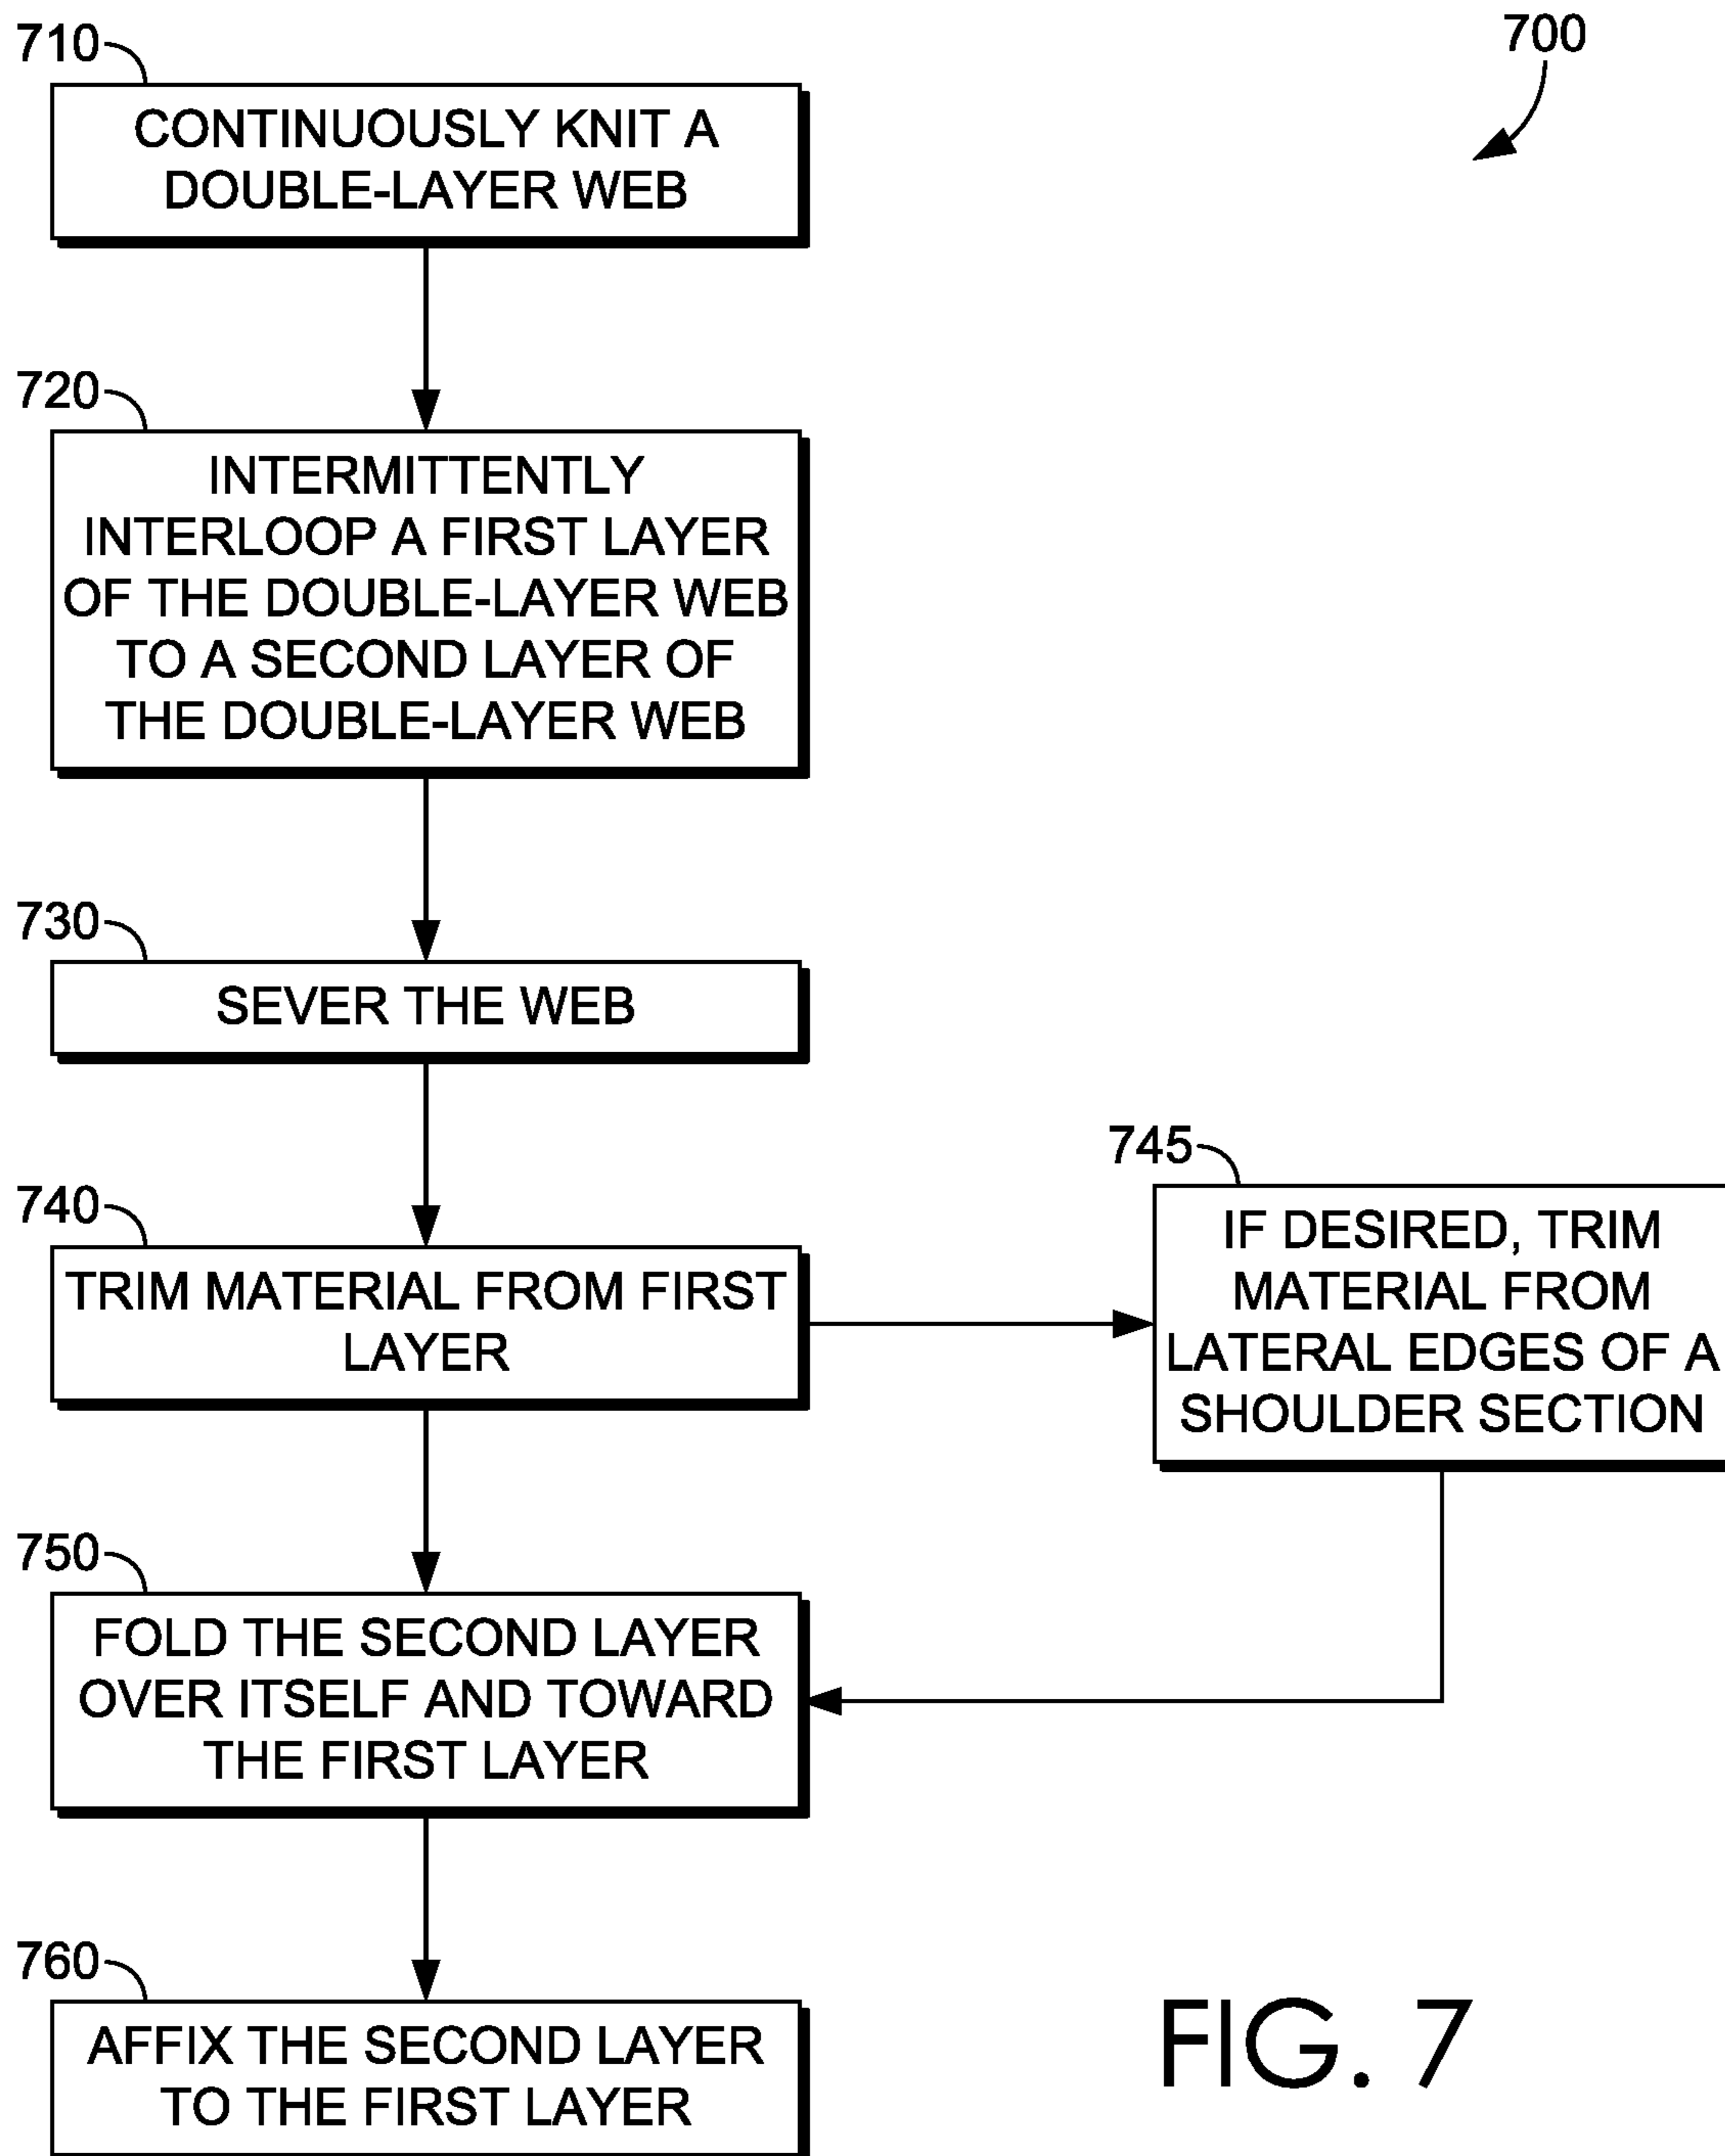 700
710
CONTINUOUSLY KNIT A
DOUBLE-LAYER WEB
720
INTERMITTENTLY
INTERLOOP A FIRST LAYER
OF THE DOUBLE-LAYER WEB
TO A SECOND LAYER OF
THE DOUBLE-LAYER WEB
730
SEVER THE WEB
740
TRIM MATERIAL FROM FIRST
LAYER
745
IF DESIRED, TRIM
MATERIAL FROM
LATERAL EDGES OF A
SHOULDER SECTION
750
FOLD THE SECOND LAYER
OVER ITSELF AND TOWARD
THE FIRST LAYER
760
AFFIX THE SECOND LAYER
TO THE FIRST LAYER
FIG. 7